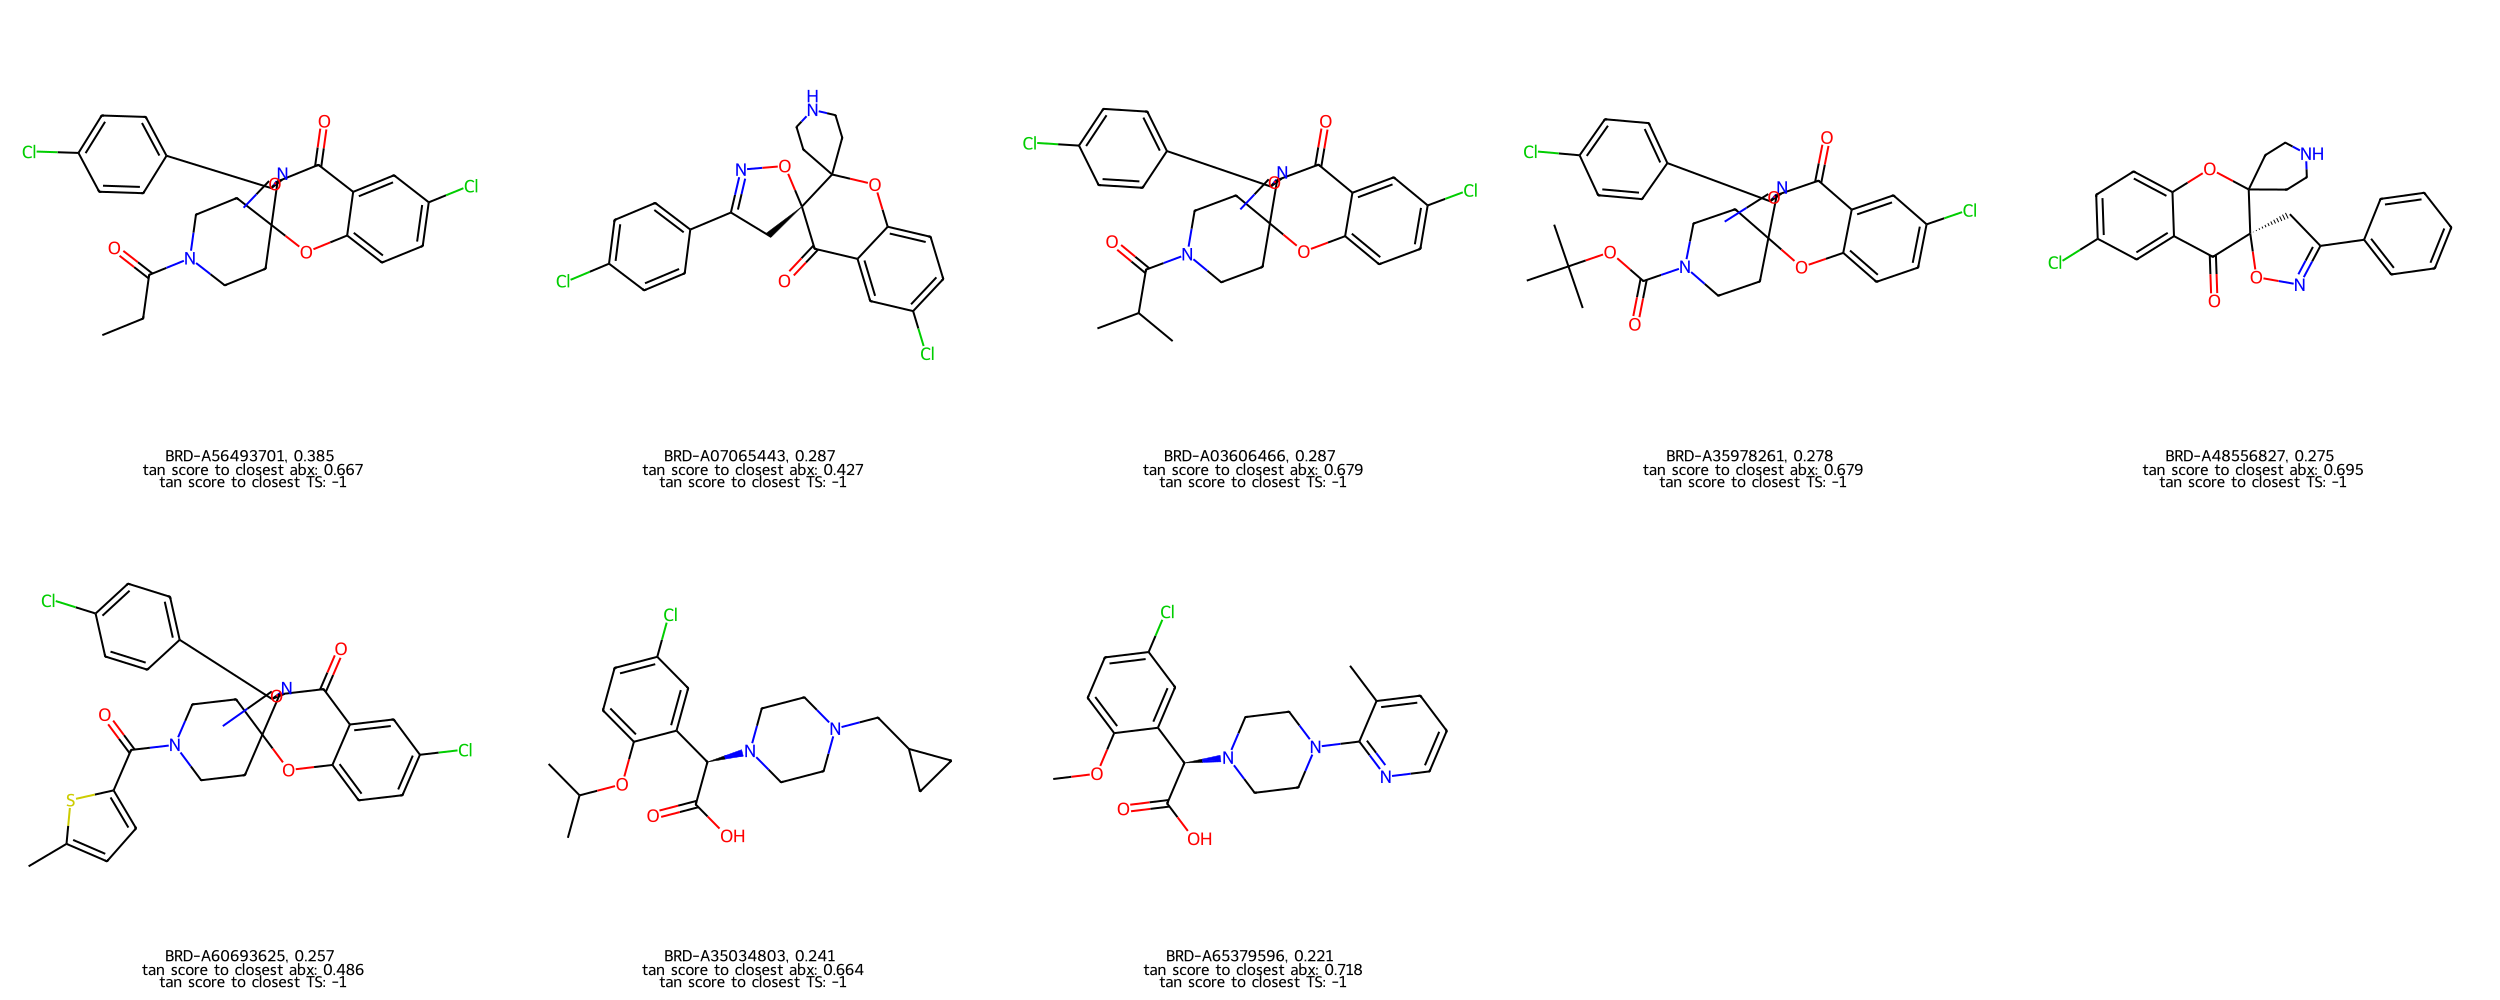 BRD-A56493701, 0.385
tan score to closest abx: 0.667
tan score to closest TS: -1
BRD-A07065443, 0.287
tan score to closest abx: 0.427
tan score to closest TS: -1
BRD-A03606466, 0.287
tan score to closest abx: 0.679
tan score to closest TS: -1
BRD-A35978261, 0.278
tan score to closest abx: 0.679
tan score to closest TS: -1
BRD-A48556827, 0.275
tan score to closest abx: 0.695
tan score to closest TS: -1
BRD-A60693625, 0.257
tan score to closest abx: 0.486
tan score to closest TS: -1
BRD-A35034803, 0.241
tan score to closest abx: 0.664
tan score to closest TS: -1
BRD-A65379596, 0.221
tan score to closest abx: 0.718
tan score to closest TS: -1